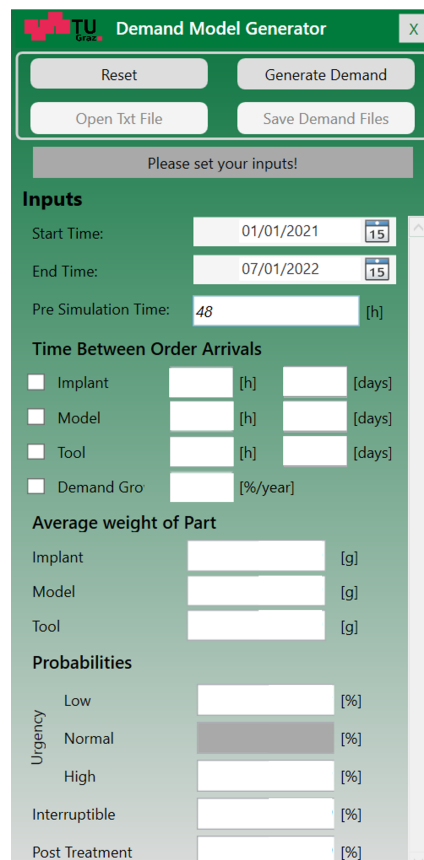 TU Graz Demand Model Generator X
Reset Generate Demand
Open Txt File Save Demand Files
Please set your inputs!
Inputs
Start Time: 01/01/2021 15
End Time: 07/01/2022 15
Pre Simulation Time: 48 [h]
Time Between Order Arrivals
Implant [h] [days]
Model [h] [days]
Tool [h] [days]
Demand Gro [%/year]
Average weight of Part
Implant [g]
Model [g]
Tool [g]
Probabilities
Urgency
Low [%]
Normal [%]
High [%]
Interruptible [%]
Post Treatment [%]